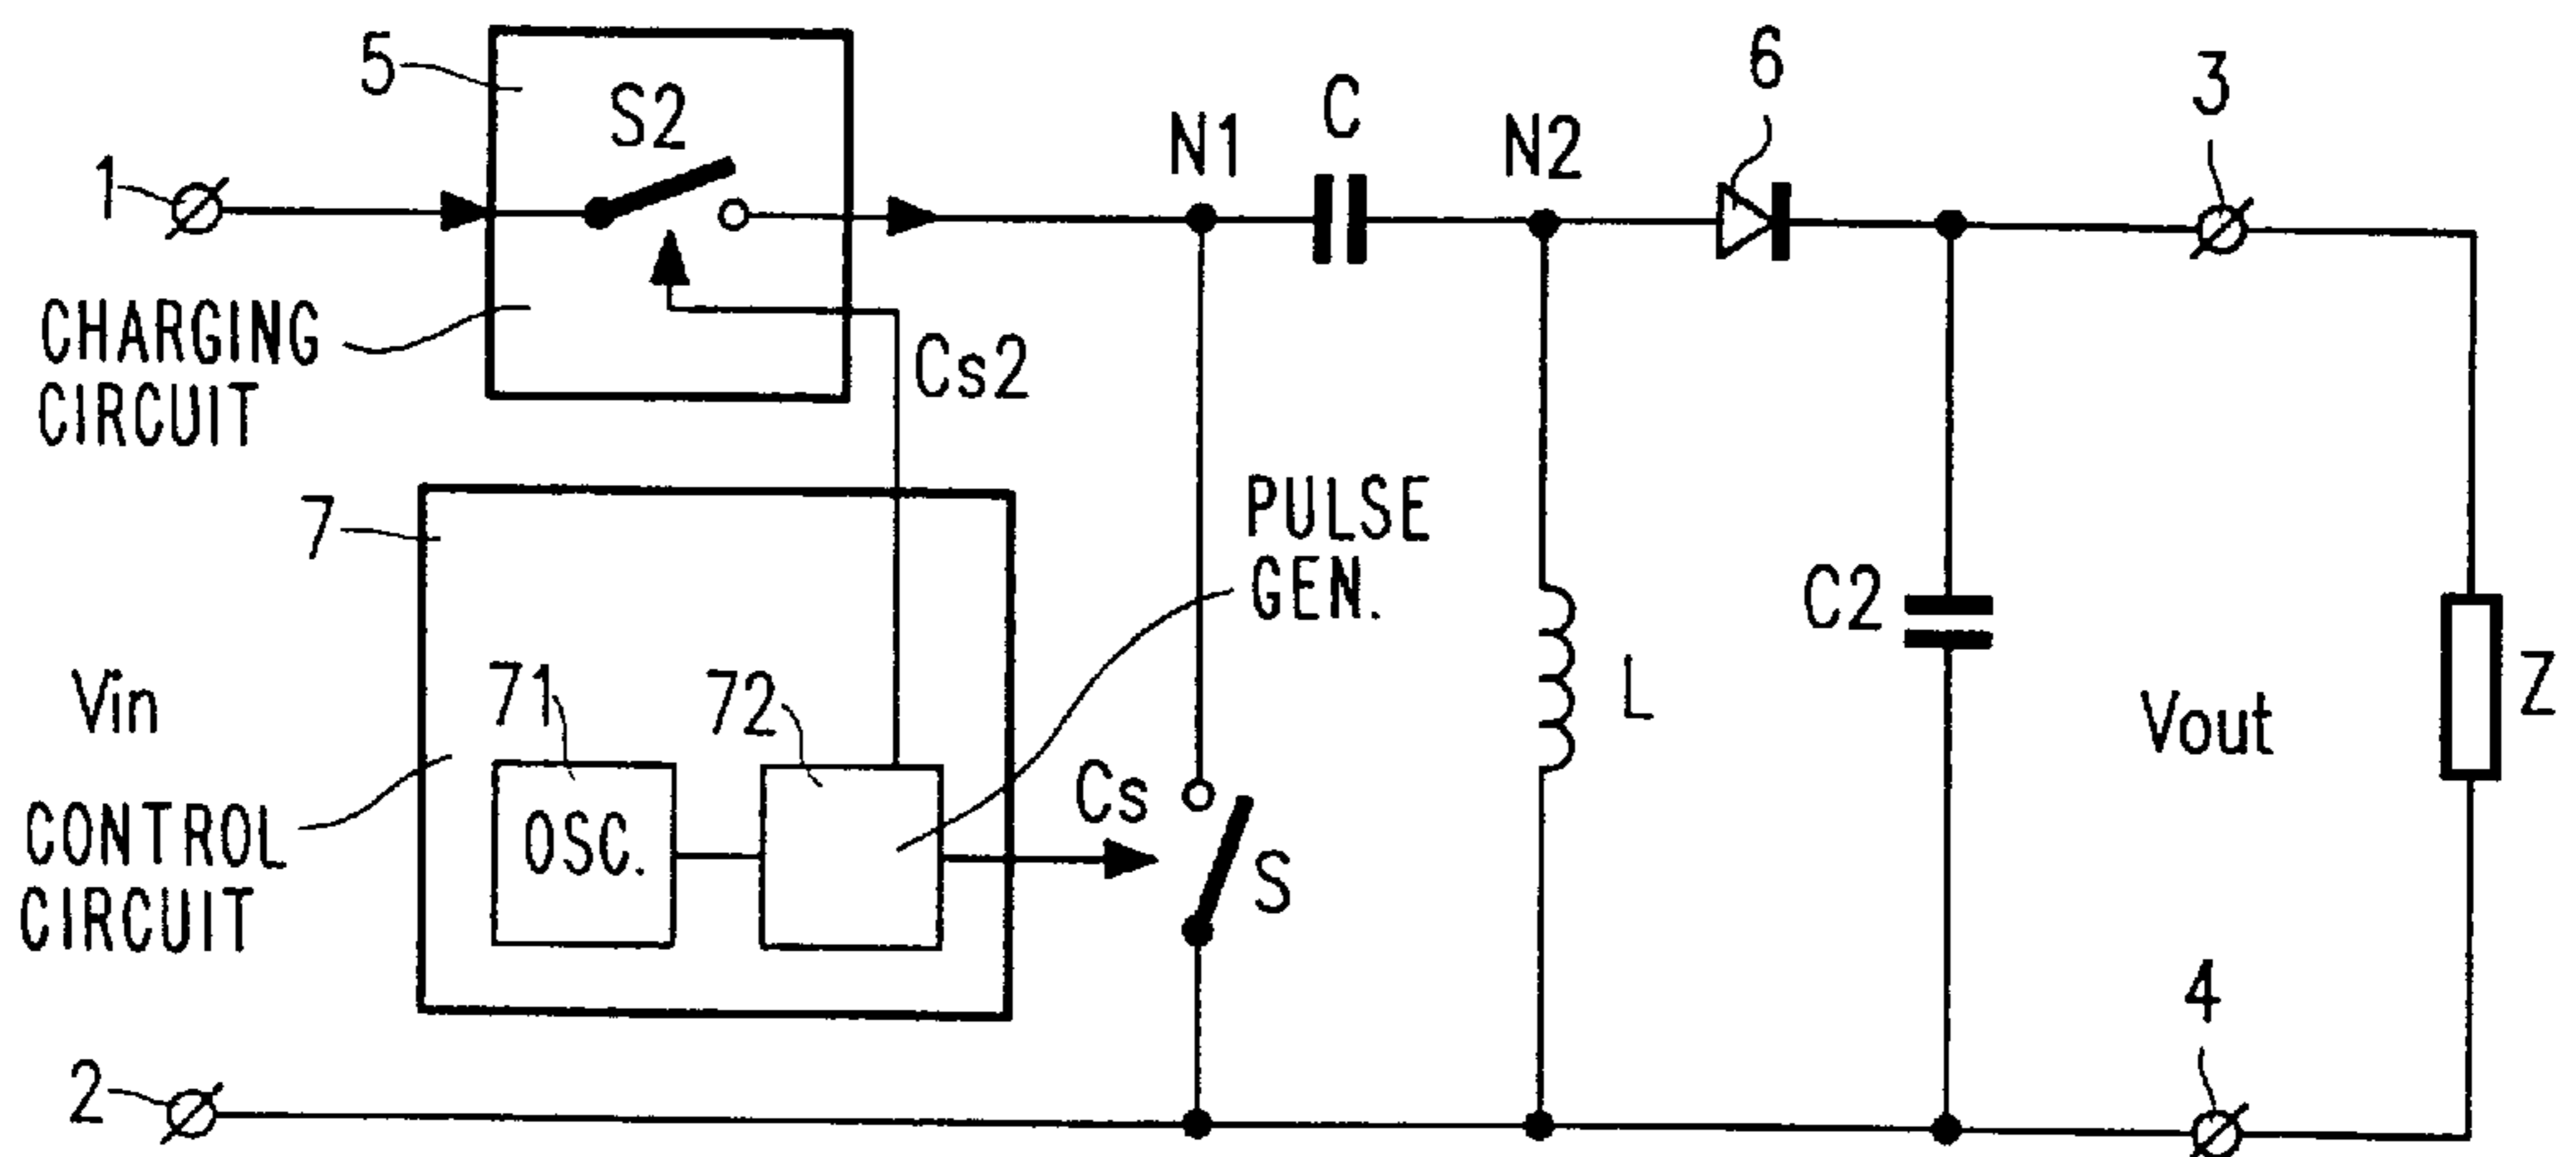 5
S2
6
3
1
N1
C
N2
CHARGING
CIRCUIT
Cs2
7
PULSE
GEN.
C2
L
Z
Vin
71
72
Vout
OSC.
Cs
S
CONTROL
CIRCUIT
2
4